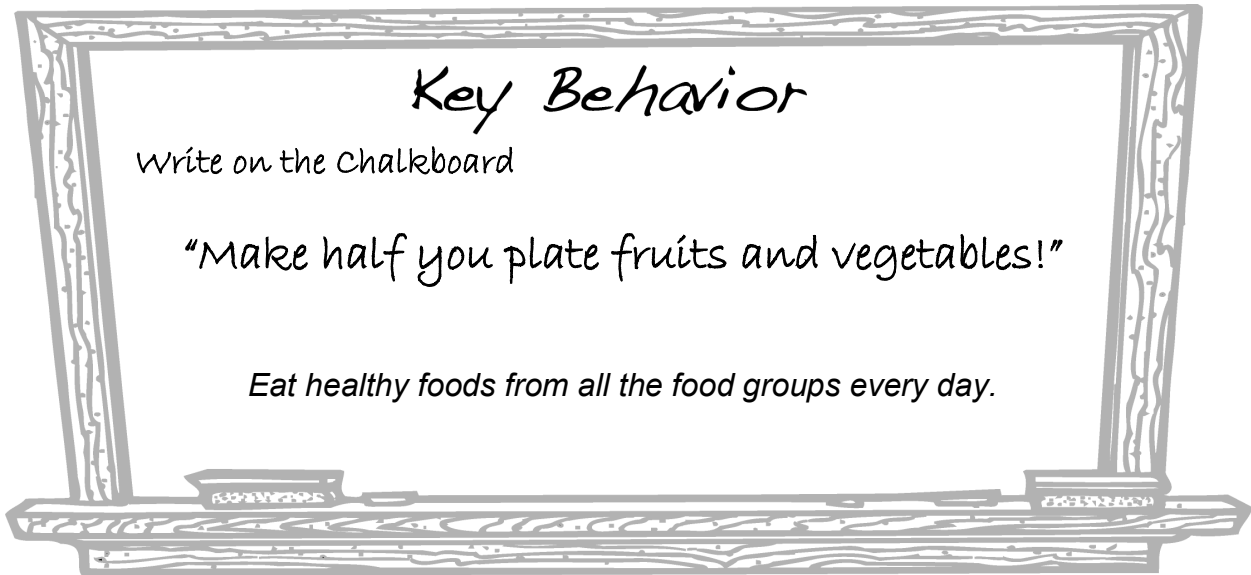 Key Behavior
Write on the Chalkboard
“Make half you plate fruits and vegetables!”
Eat healthy foods from all the food groups every day.